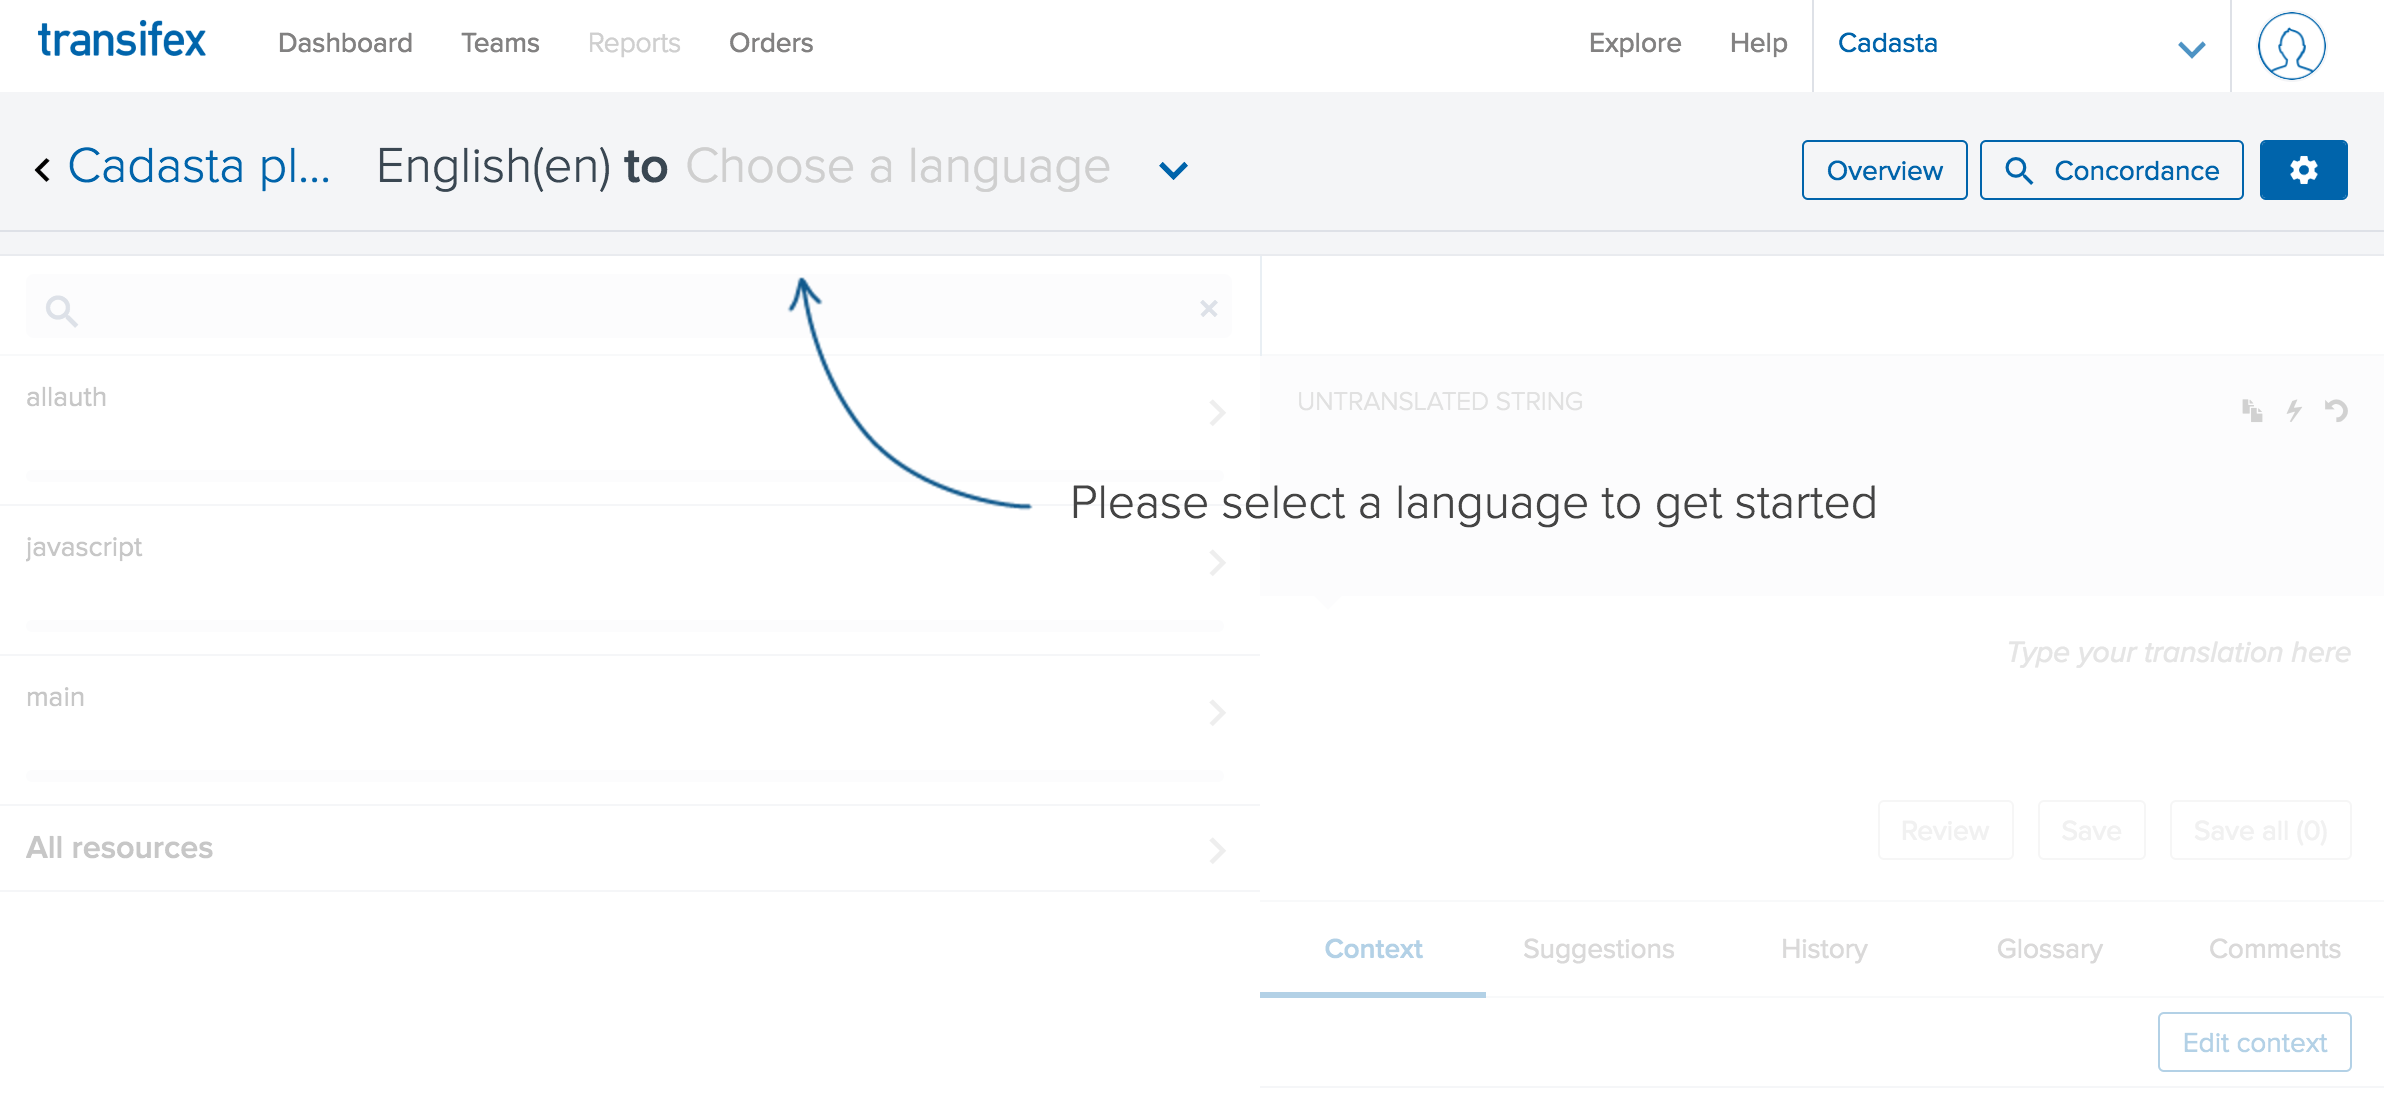 transifex Dashboard Teams Reports Orders Explore Help Cadasta
Cadasta pl... English(en) to Choose a language Overview Concordance
allauth
UNTRANSLATED STRING
Please select a language to get started
javascript
Type your translation here
main
Review Save Save all (0)
All resources
Context Suggestions History Glossary Comments
Edit context